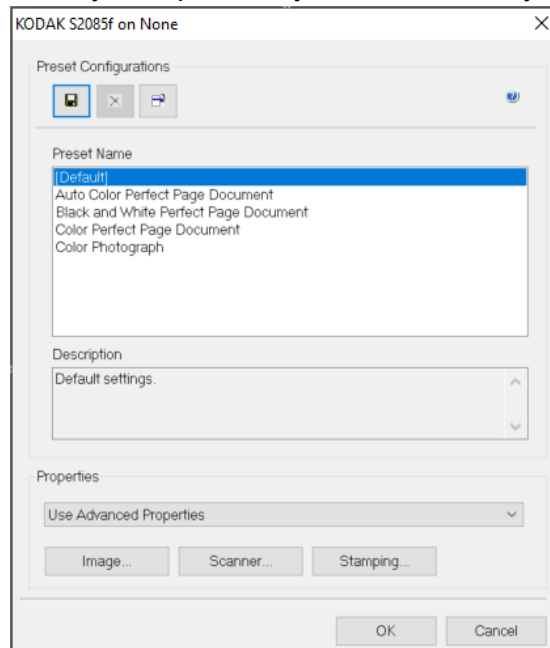 KODAK S2085f on None
Preset Configurations
Preset Name
[Default]
Auto Color Perfect Page Document
Black and White Perfect Page Document
Color Perfect Page Document
Color Photograph
Description
Default settings.
Properties
Use Advanced Properties
Image... Scanner... Stamping...
OK Cancel